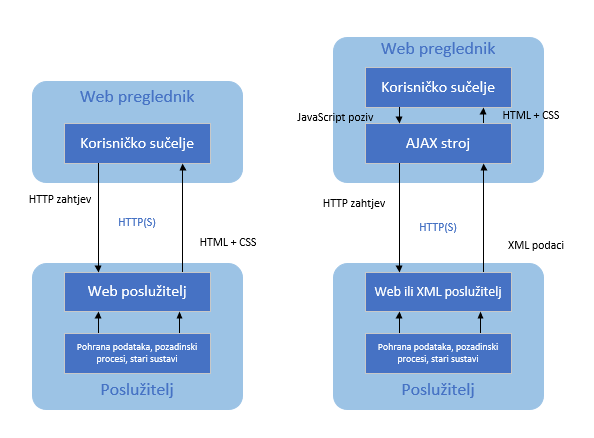 Web preglednik
Korisničko sučelje
HTTP zahtjev
HTTP(S)
HTML + CSS
Web poslužitelj
Pohrana podataka, pozadinski
procesi, stari sustavi
Poslužitelj
Web preglednik
Korisničko sučelje
JavaScript poziv
HTML + CSS
AJAX stroj
HTTP zahtjev
HTTP(S)
XML podaci
Web ili XML poslužitelj
Pohrana podataka, pozadinski
procesi, stari sustavi
Poslužitelj